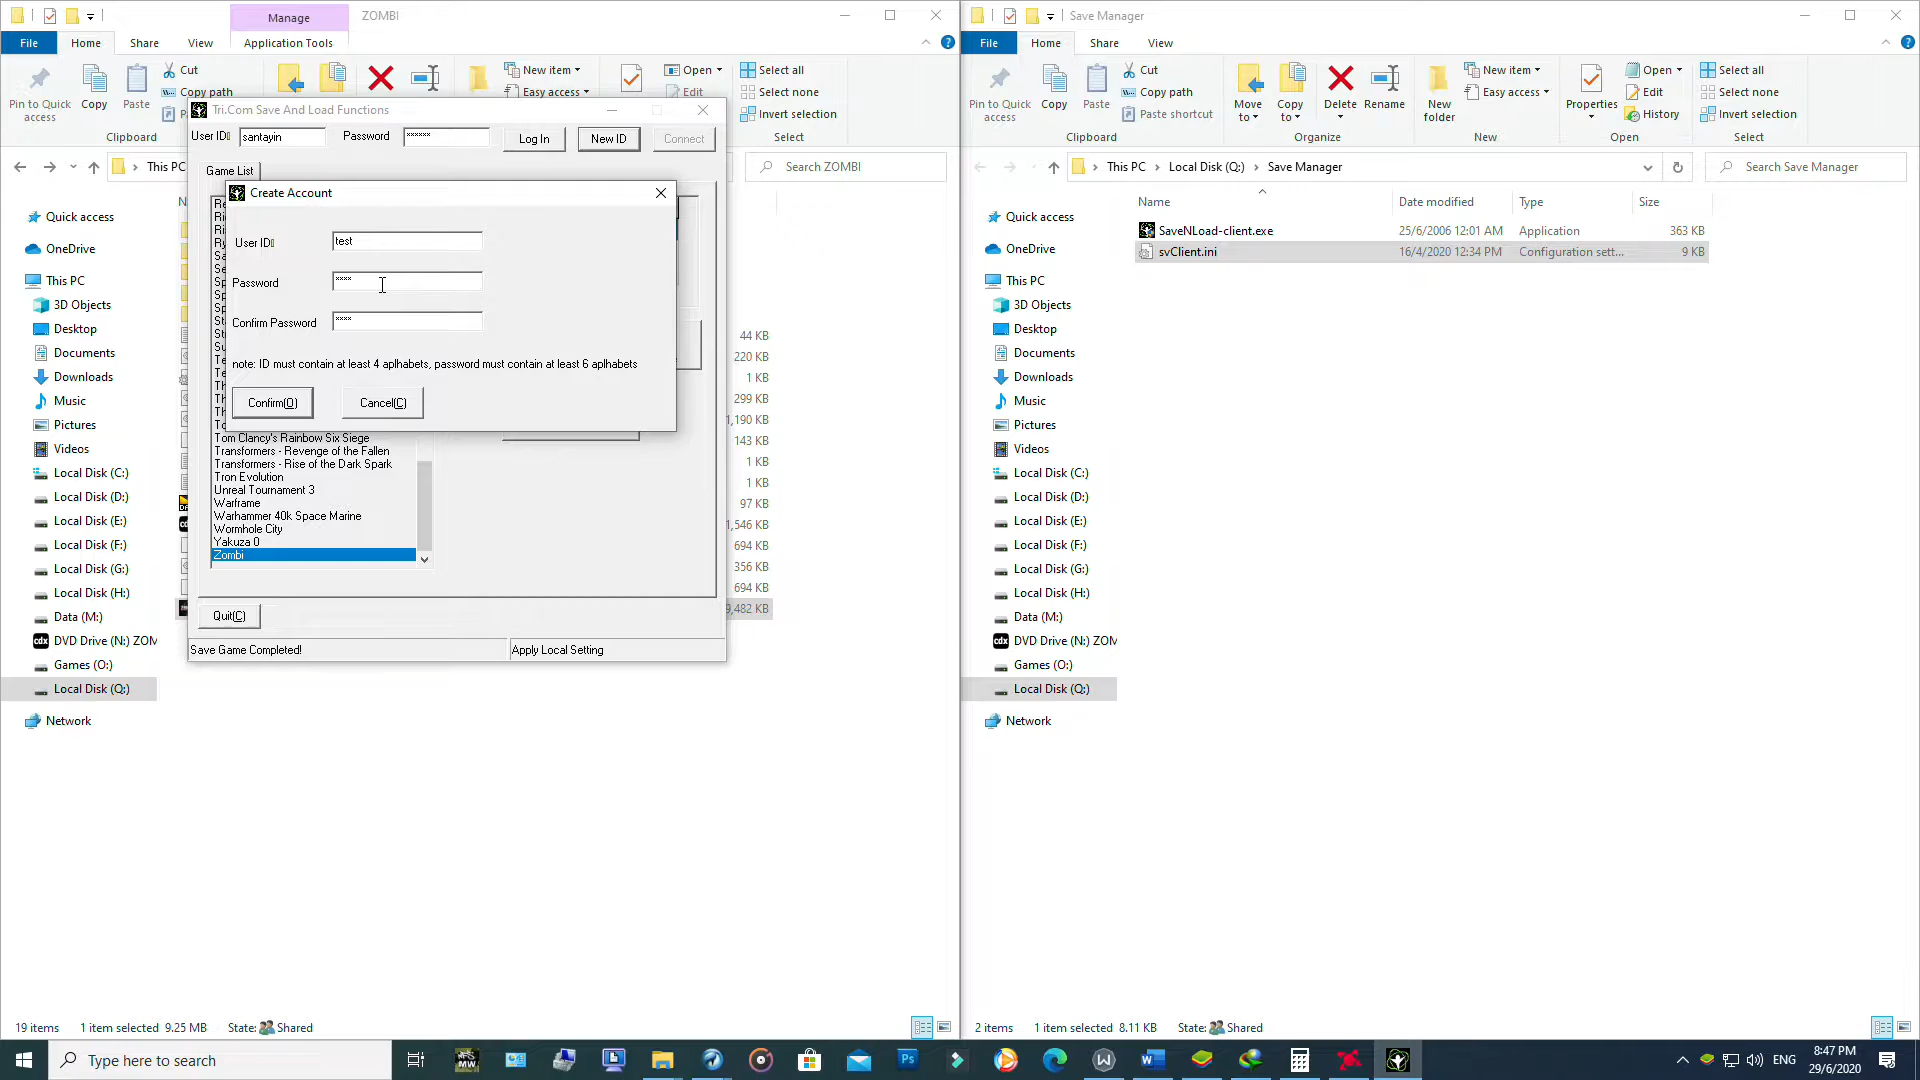 Manage
ZOMBI
File
Home
Share
View
Application Tools
Pin to Quick access
Copy
Paste
Cut
Copy path
New item
Easy access
Open
Edit
Select all
Select none
Invert selection
Clipboard
Select
This PC
Search ZOMBI
Quick access
OneDrive
This PC
3D Objects
Desktop
Documents
Downloads
Music
Pictures
Videos
Local Disk (C:)
Local Disk (D:)
Local Disk (E:)
Local Disk (F:)
Local Disk (G:)
Local Disk (H:)
Data (M:)
DVD Drive (N:) ZOM
Games (O:)
Local Disk (Q:)
Network
44 KB
220 KB
1 KB
299 KB
1,190 KB
143 KB
1 KB
1 KB
97 KB
1,546 KB
694 KB
356 KB
694 KB
9,482 KB
19 items
1 item selected 9.25 MB
State: Shared
Tri.Com Save And Load Functions
User ID
santayin
Password
******
Log In
New ID
Connect
Game List
Create Account
User ID
test
Password
****
Confirm Password
****
note: ID must contain at least 4 aplhabets, password must contain at least 6 aplhabets
Confirm(O)
Cancel(C)
Tom Clancy's Rainbow Six Siege
Transformers - Revenge of the Fallen
Transformers - Rise of the Dark Spark
Tron Evolution
Unreal Tournament 3
Warframe
Warhammer 40k Space Marine
Wormhole City
Yakuza 0
Zombi
Quit(C)
Save Game Completed!
Apply Local Setting
Save Manager
File
Home
Share
View
Pin to Quick access
Copy
Paste
Cut
Copy path
Paste shortcut
Move to
Copy to
Delete
Rename
New folder
New item
Easy access
Properties
Open
Edit
History
Select all
Select none
Invert selection
Clipboard
Organize
New
Open
Select
This PC > Local Disk (Q:) > Save Manager
Search Save Manager
Name
Date modified
Type
Size
SaveNLoad-client.exe
25/6/2006 12:01 AM
Application
363 KB
svClient.ini
16/4/2020 12:34 PM
Configuration sett...
9 KB
Quick access
OneDrive
This PC
3D Objects
Desktop
Documents
Downloads
Music
Pictures
Videos
Local Disk (C:)
Local Disk (D:)
Local Disk (E:)
Local Disk (F:)
Local Disk (G:)
Local Disk (H:)
Data (M:)
DVD Drive (N:) ZOM
Games (O:)
Local Disk (Q:)
Network
2 items
1 item selected 8.11 KB
State: Shared
Type here to search
ENG
8:47 PM
29/6/2020